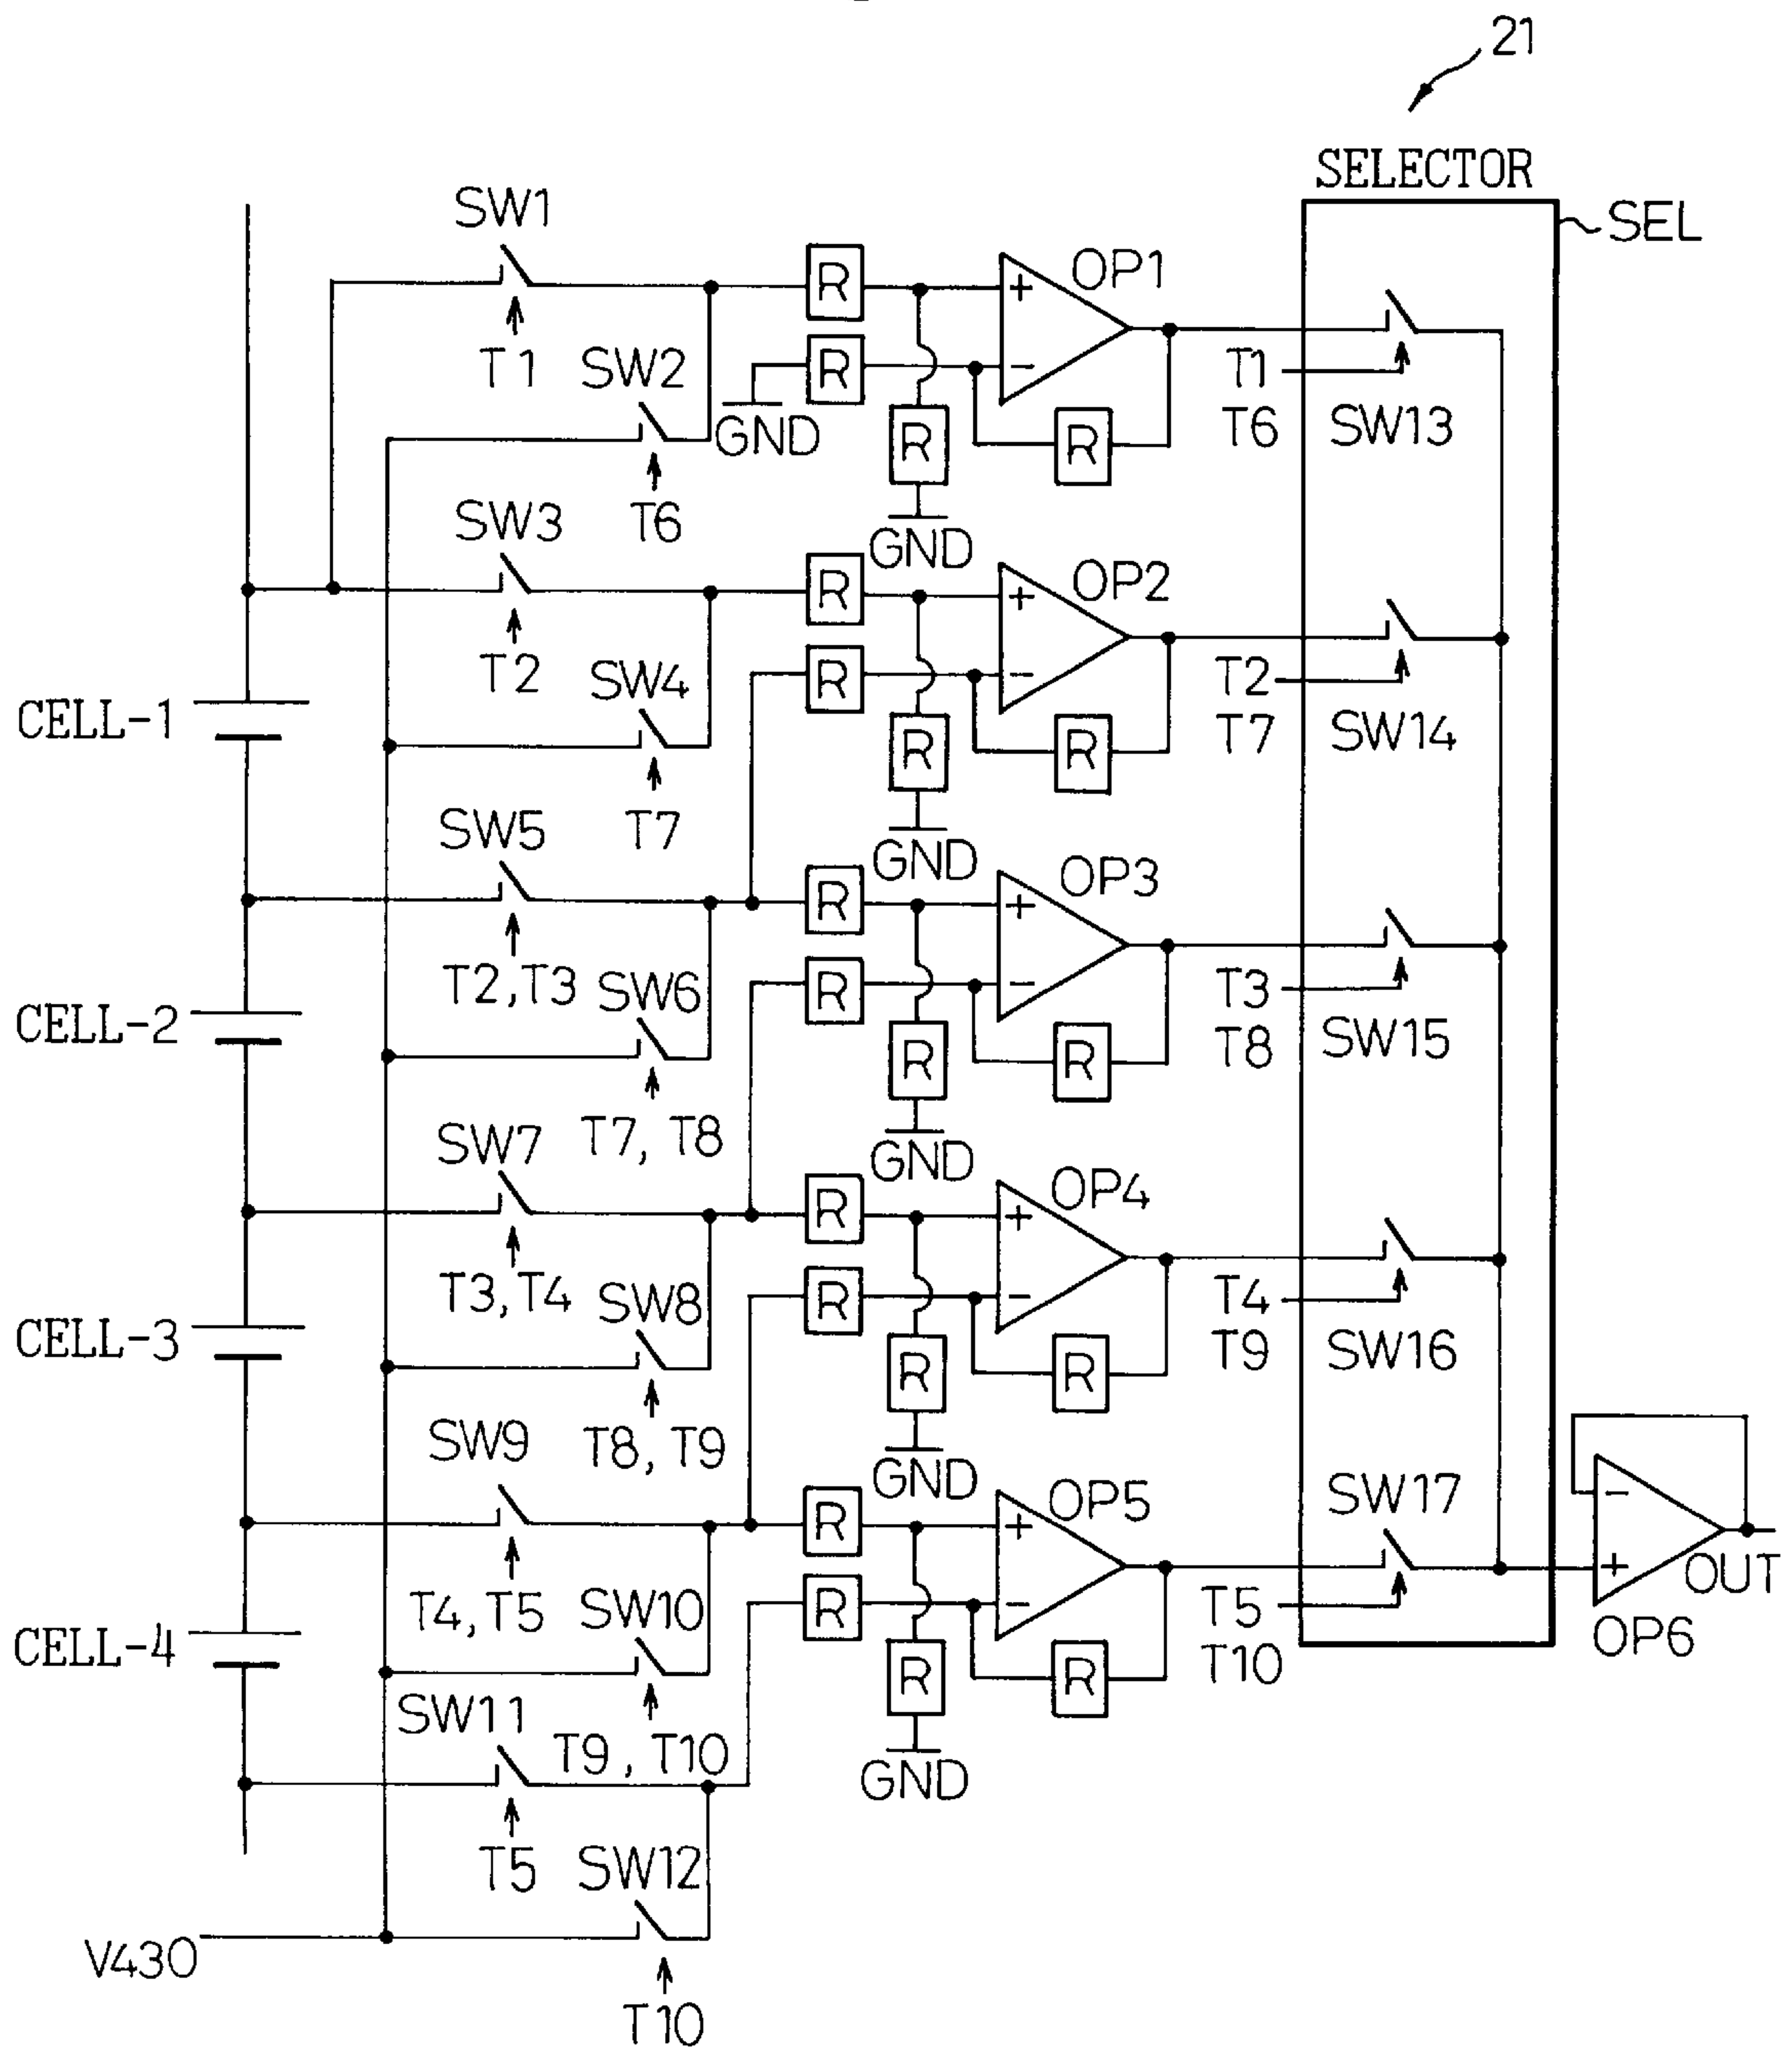 21
SELECTOR
SEL
SW1
T1
SW2
T6
R
R
GND
R
GND
OP1
R
T1
T6
SW13
SW3
T2
SW4
T7
R
R
R
GND
OP2
R
T2
T7
SW14
CELL-1
SW5
T2,T3
SW6
T7, T8
R
R
R
GND
OP3
R
T3
T8
SW15
CELL-2
SW7
T3,T4
SW8
T8, T9
R
R
R
GND
OP4
R
T4
T9
SW16
CELL-3
SW9
T4,T5
SW10
T9, T10
R
R
R
GND
OP5
R
T5
T10
SW17
OUT
OP6
CELL-4
SW11
T5
SW12
T10
V430
+
−
+
−
+
−
+
−
+
−
−
+